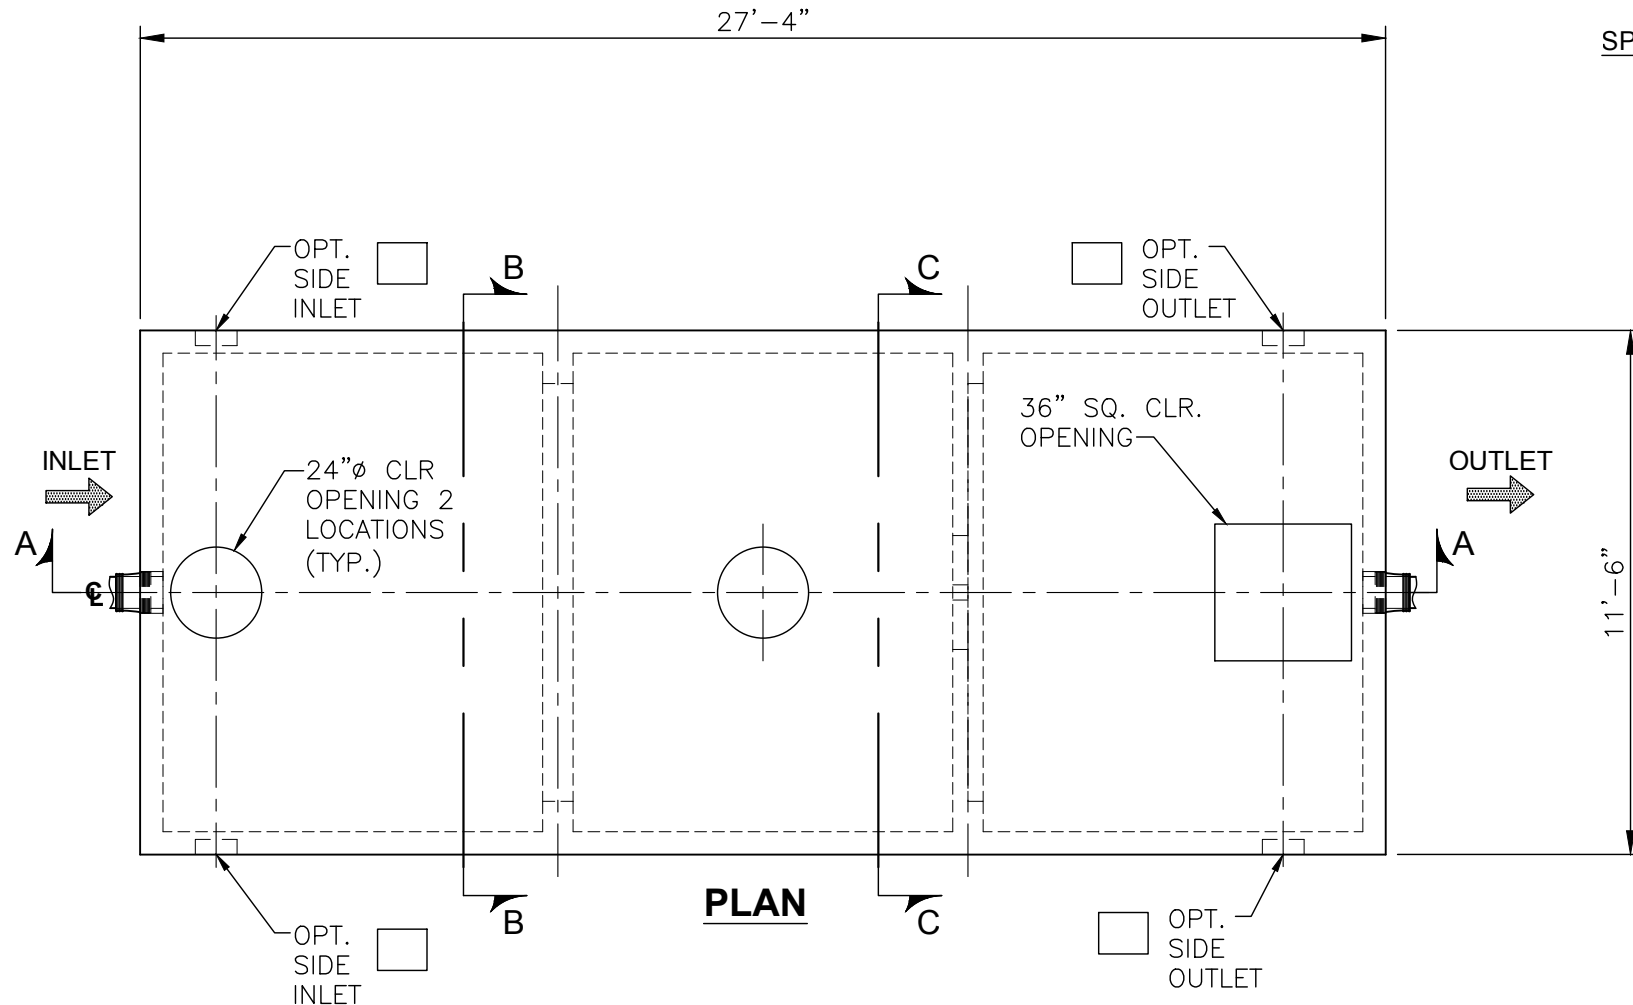 27'-4"
SP
OPT.
SIDE
INLET
B
C
OPT.
SIDE
OUTLET
36" SQ. CLR.
OPENING
INLET
24"ø CLR
OPENING 2
LOCATIONS
(TYP.)
OUTLET
A
A
℄
11'-6"
PLAN
B
C
OPT.
SIDE
INLET
OPT.
SIDE
OUTLET